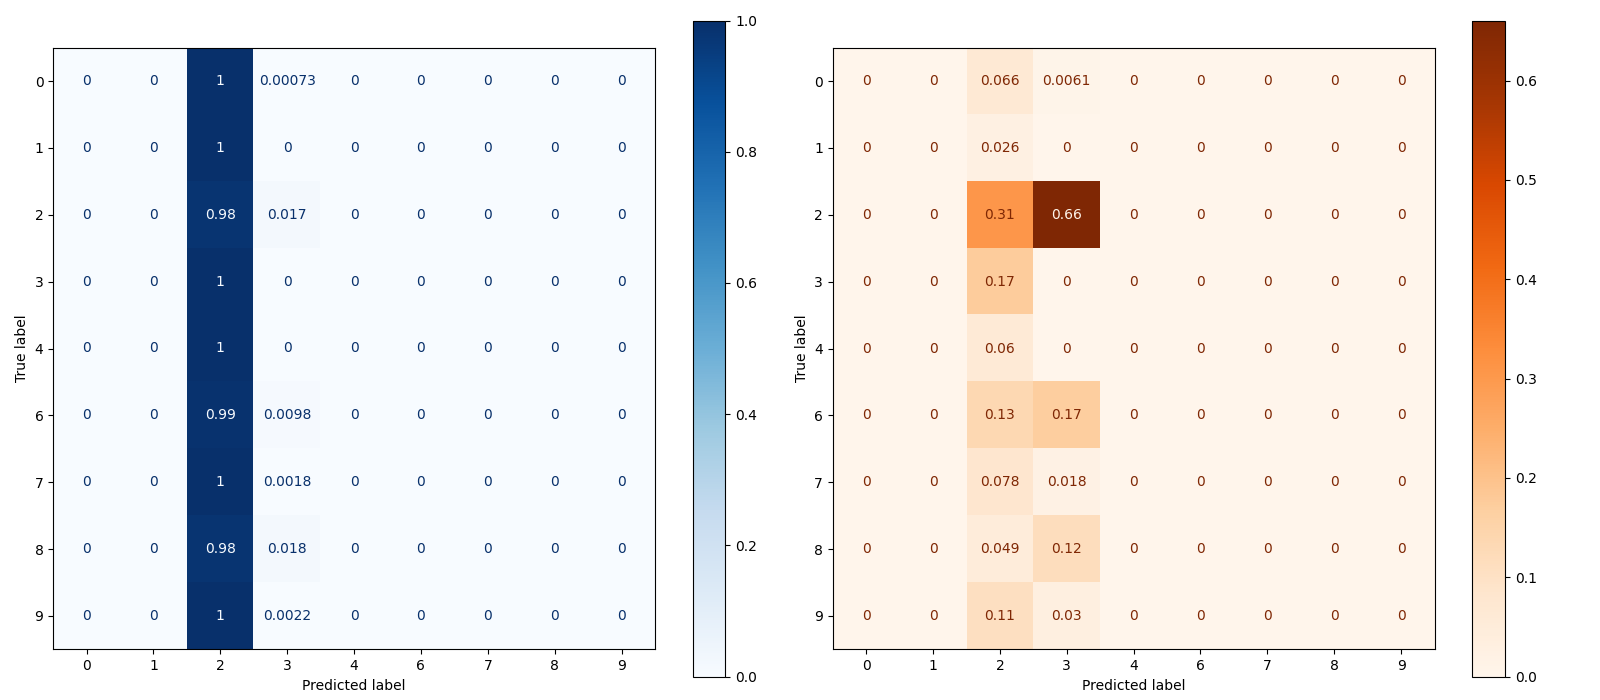 0 0 0 1 0.00073 0 0 0 0 0
1 0 0 1 0 0 0 0 0 0
2 0 0 0.98 0.017 0 0 0 0 0
3 0 0 1 0 0 0 0 0 0
4 0 0 1 0 0 0 0 0 0
6 0 0 0.99 0.0098 0 0 0 0 0
7 0 0 1 0.0018 0 0 0 0 0
8 0 0 0.98 0.018 0 0 0 0 0
9 0 0 1 0.0022 0 0 0 0 0
0 1 2 3 4 6 7 8 9
True label
Predicted label
1.0
0.8
0.6
0.4
0.2
0.0
0 0 0 0.066 0.0061 0 0 0 0 0
1 0 0 0.026 0 0 0 0 0 0
2 0 0 0.31 0.66 0 0 0 0 0
3 0 0 0.17 0 0 0 0 0 0
4 0 0 0.06 0 0 0 0 0 0
6 0 0 0.13 0.17 0 0 0 0 0
7 0 0 0.078 0.018 0 0 0 0 0
8 0 0 0.049 0.12 0 0 0 0 0
9 0 0 0.11 0.03 0 0 0 0 0
0 1 2 3 4 6 7 8 9
True label
Predicted label
0.6
0.5
0.4
0.3
0.2
0.1
0.0